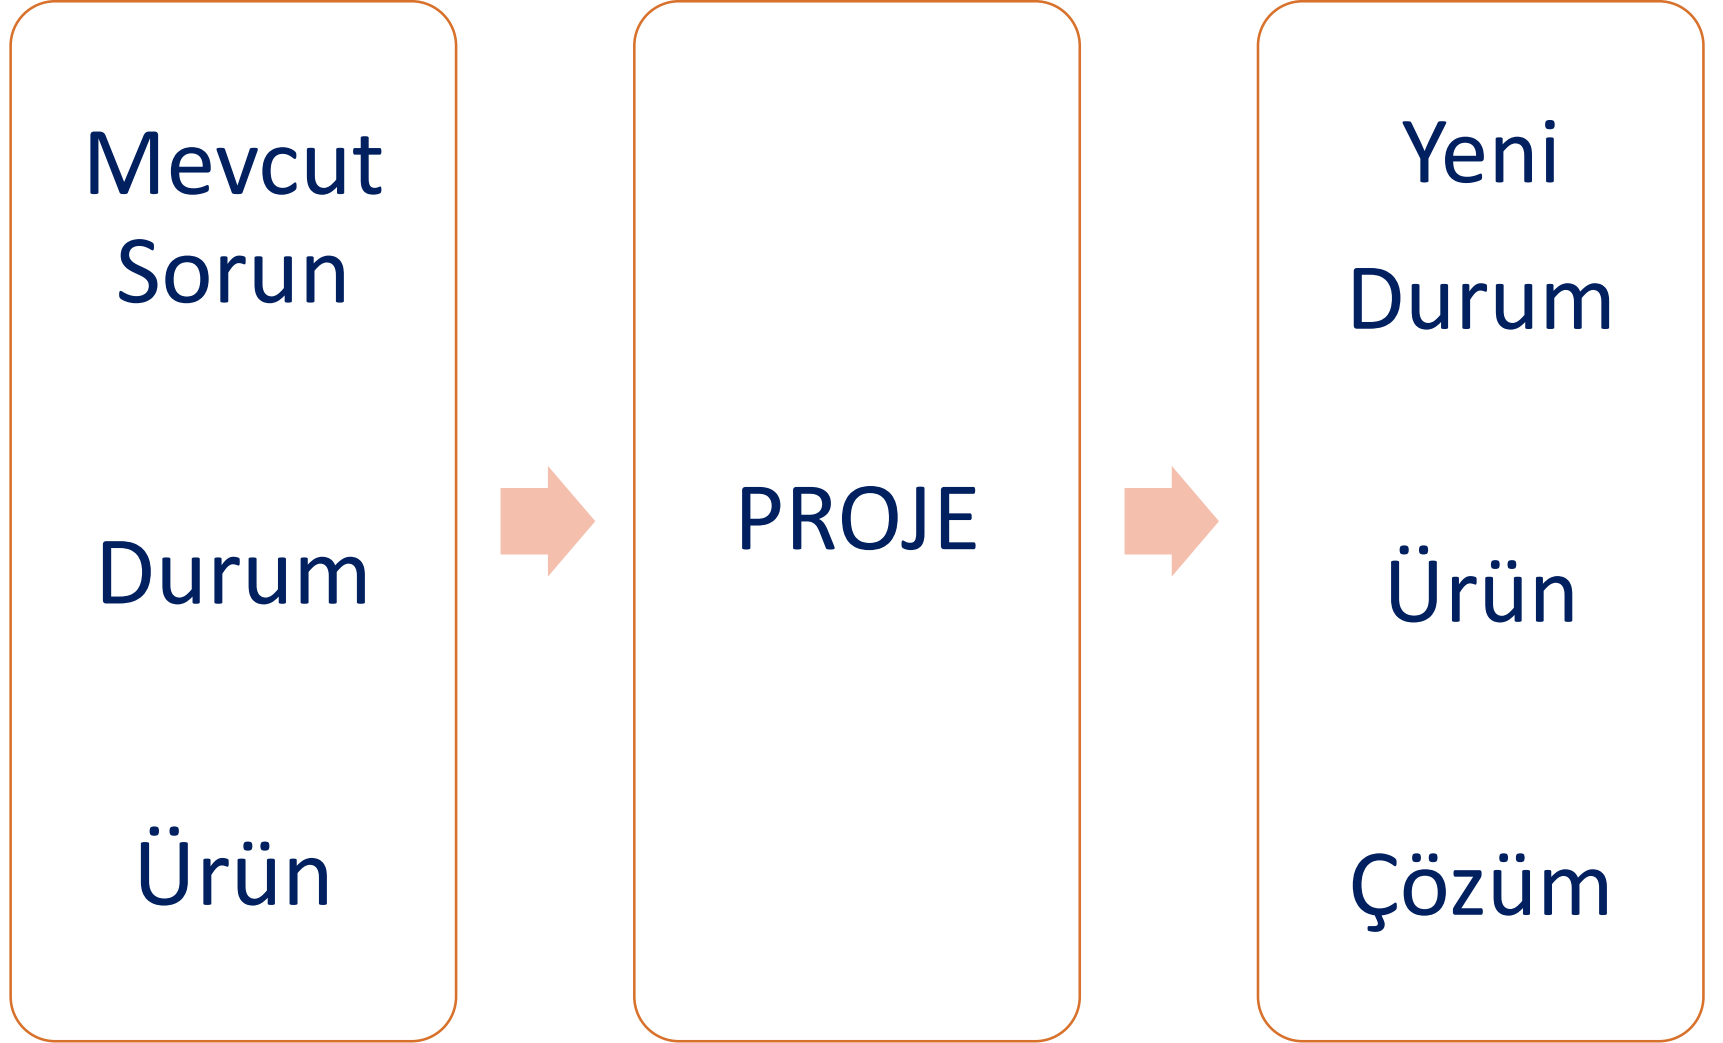 Mevcut
Sorun
Durum
Ürün
PROJE
Yeni
Durum
Ürün
Çözüm